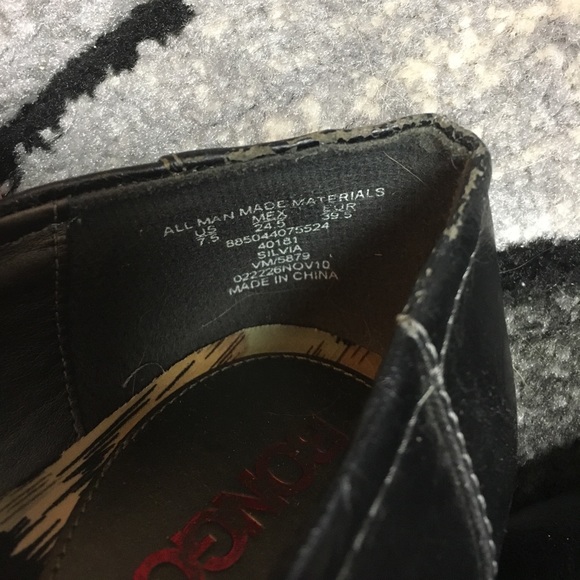 ALL MAN MADE MATERIALS
US MEX EUR
7.5 24.5 39.5
885044075524
40181
SILVIA
VM/5879
022226NOV10
MADE IN CHINA